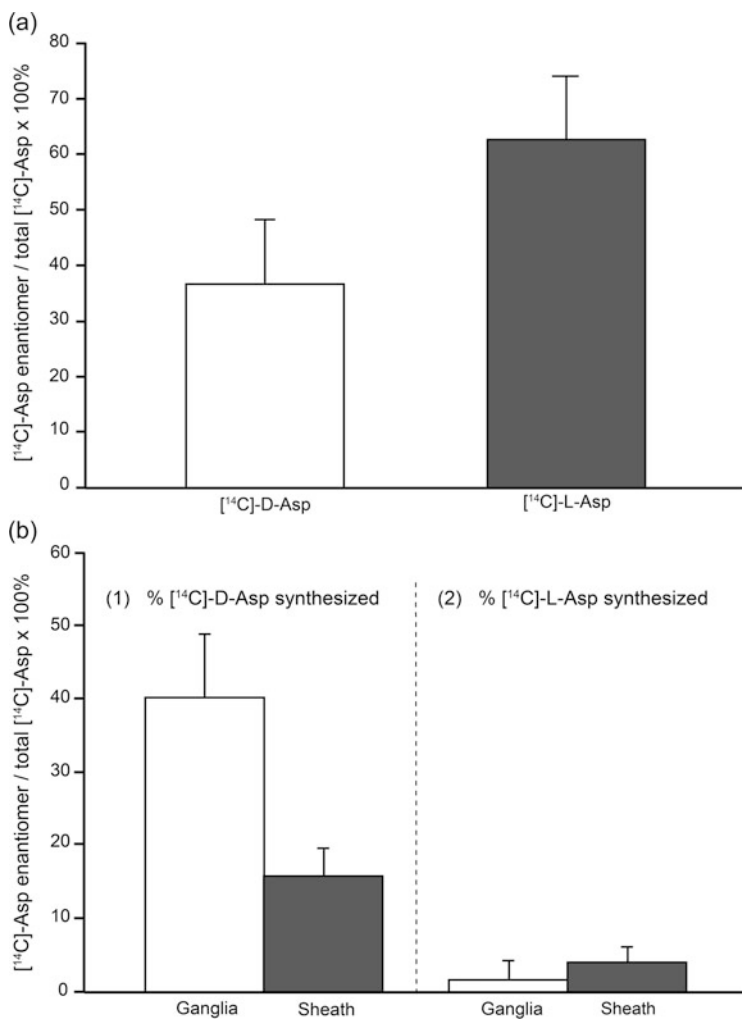 (a)
[¹⁴C]-Asp enantiomer / total [¹⁴C]-Asp x 100%
80
70
60
50
40
30
20
10
0
[¹⁴C]-D-Asp
[¹⁴C]-L-Asp
(b)
[¹⁴C]-Asp enantiomer / total [¹⁴C]-Asp x 100%
60
50
40
30
20
10
0
(1) % [¹⁴C]-D-Asp synthesized
(2) % [¹⁴C]-L-Asp synthesized
Ganglia
Sheath
Ganglia
Sheath